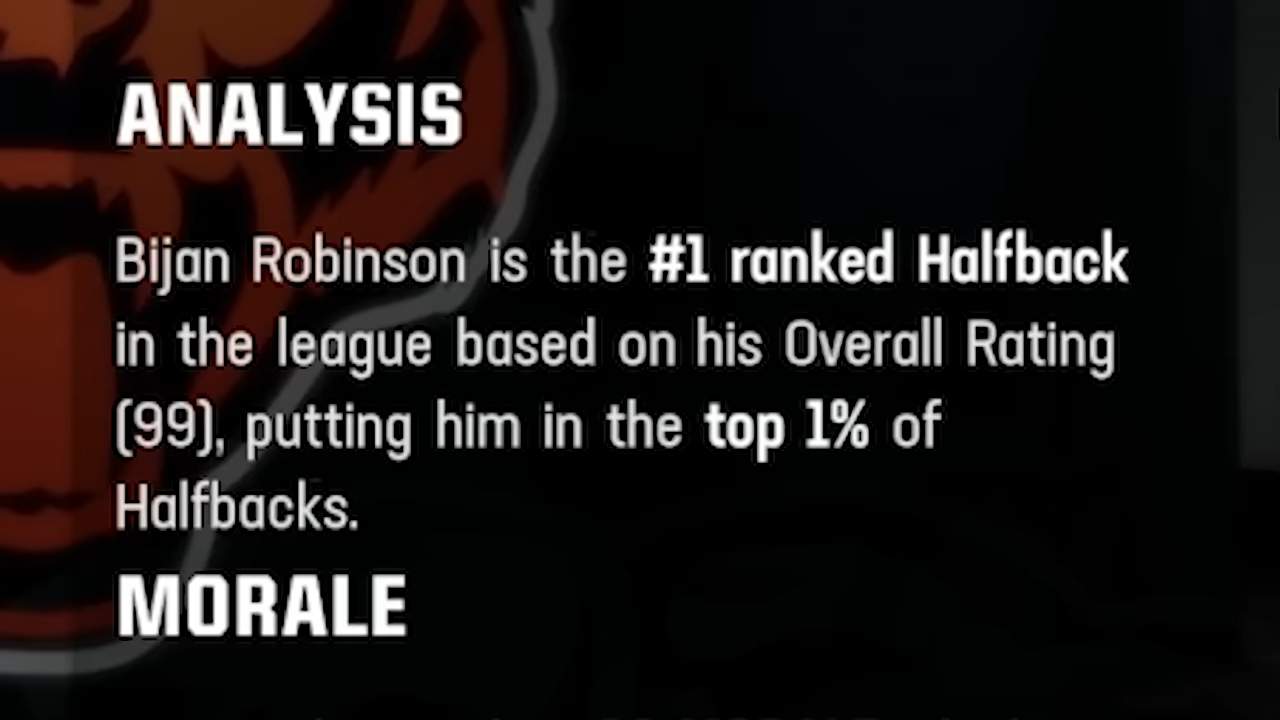 ANALYSIS
Bijan Robinson is the #1 ranked Halfback
in the league based on his Overall Rating
(99), putting him in the top 1% of
Halfbacks.
MORALE